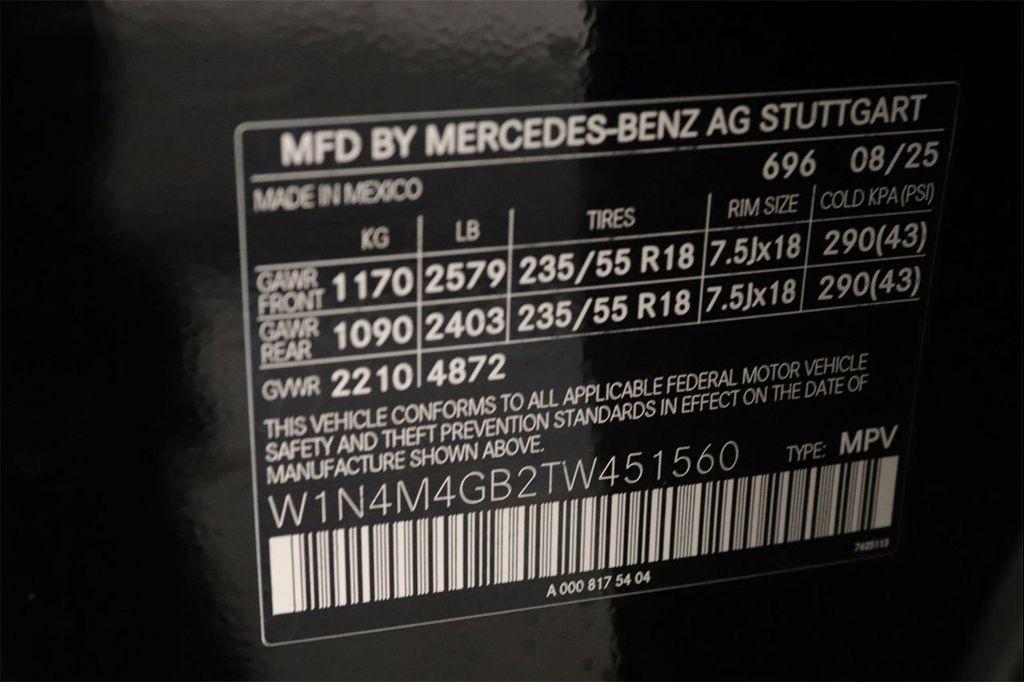 MFD BY MERCEDES-BENZ AG STUTTGART
696 08/25
MADE IN MEXICO
KG LB TIRES RIM SIZE COLD KPA (PSI)
GAWR FRONT 1170 2579 235/55 R18 7.5Jx18 290(43)
GAWR REAR 1090 2403 235/55 R18 7.5Jx18 290(43)
GVWR 2210 4872
THIS VEHICLE CONFORMS TO ALL APPLICABLE FEDERAL MOTOR VEHICLE
SAFETY AND THEFT PREVENTION STANDARDS IN EFFECT ON THE DATE OF
MANUFACTURE SHOWN ABOVE.
W1N4M4GB2TW451560 TYPE: MPV
A 000 817 54 04